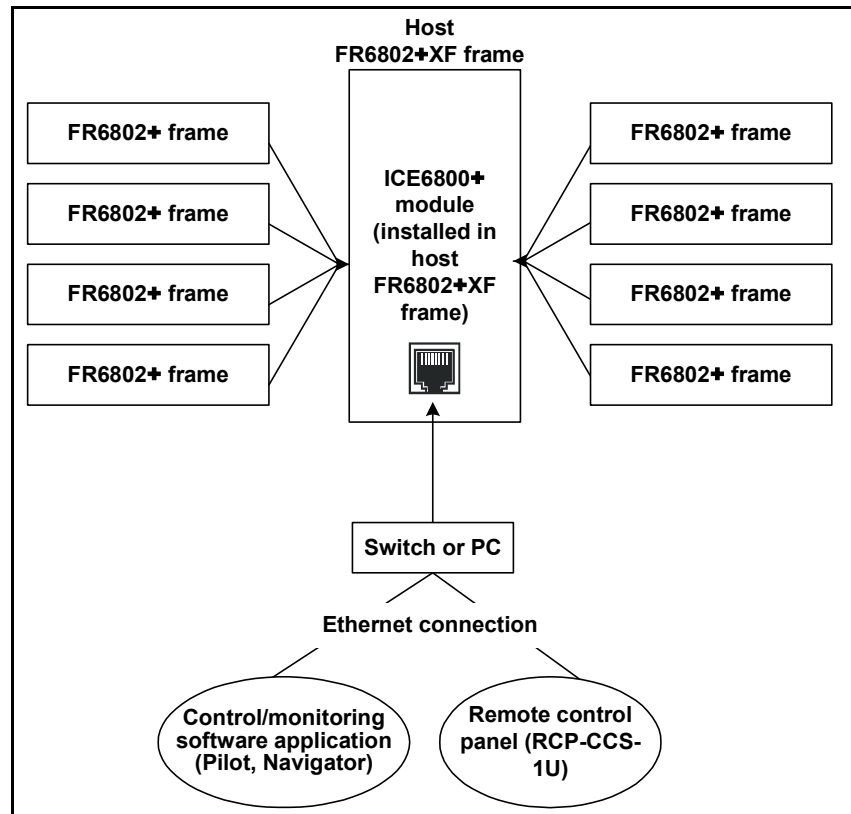 Host
FR6802+XF frame
FR6802+ frame
FR6802+ frame
FR6802+ frame
FR6802+ frame
ICE6800+
module
(installed in
host
FR6802+XF
frame)
FR6802+ frame
FR6802+ frame
FR6802+ frame
FR6802+ frame
Switch or PC
Ethernet connection
Control/monitoring
software application
(Pilot, Navigator)
Remote control
panel (RCP-CCS-
1U)